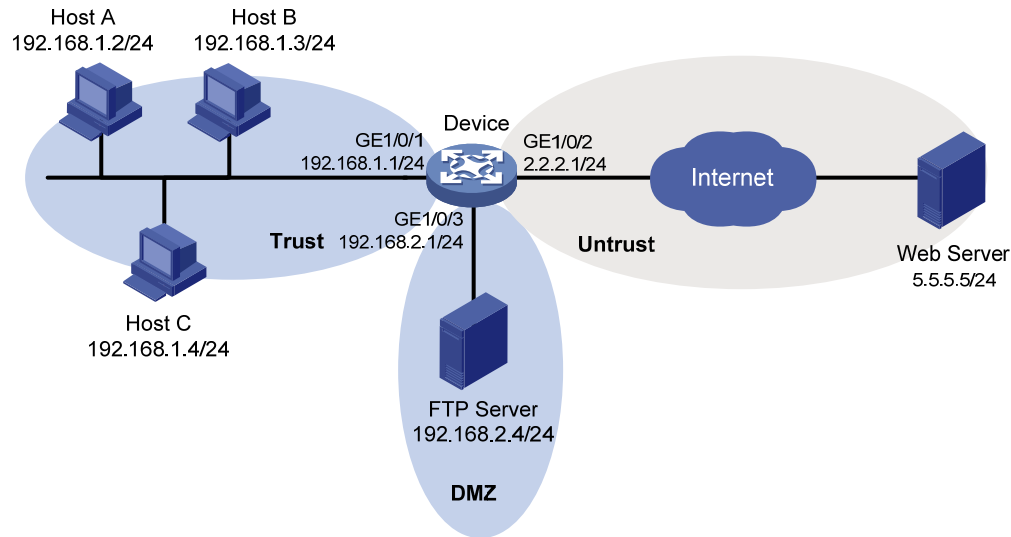 Host A
192.168.1.2/24
Host B
192.168.1.3/24
Device
GE1/0/1
192.168.1.1/24
GE1/0/2
2.2.2.1/24
Internet
GE1/0/3
192.168.2.1/24
Trust
Untrust
Web Server
5.5.5.5/24
Host C
192.168.1.4/24
FTP Server
192.168.2.4/24
DMZ